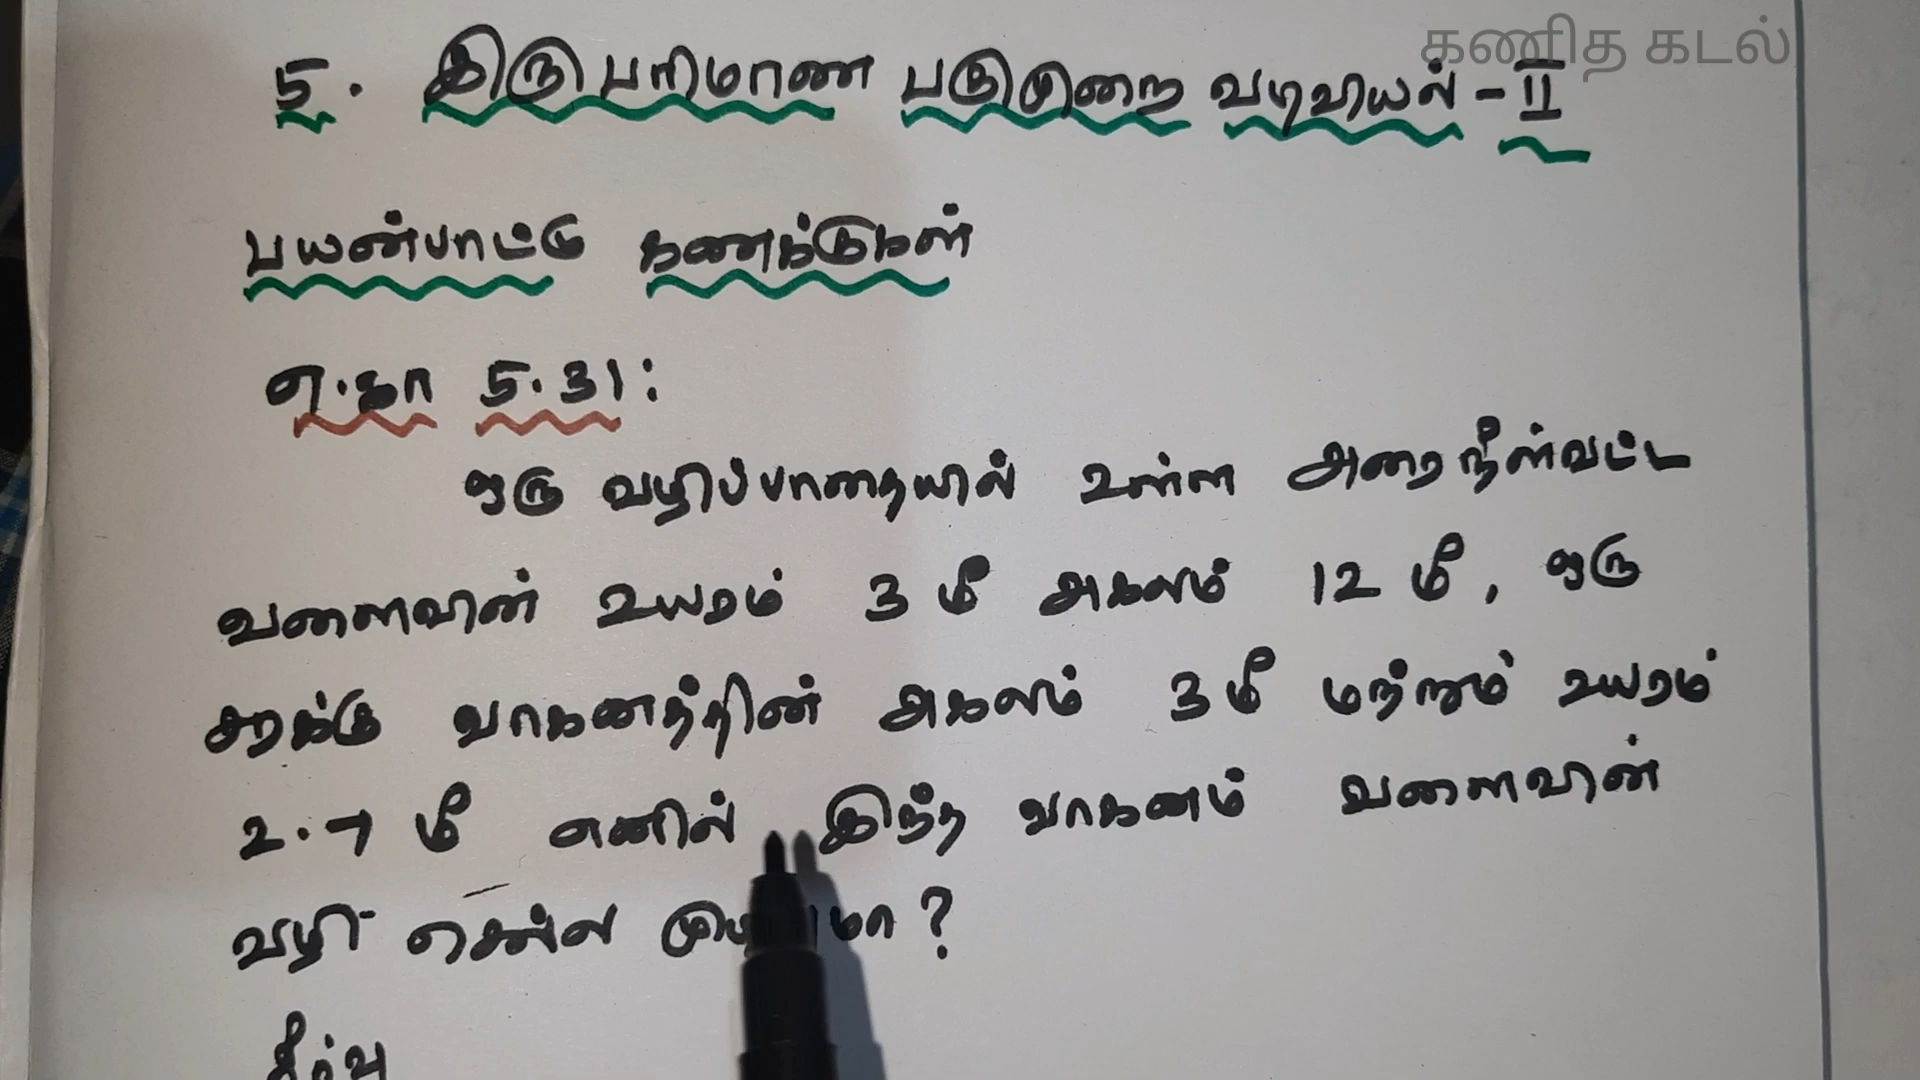 கணித கடல்
5. இரு பரிமாண பகுமுறை வடிவியல் - II
பயன்பாட்டு கணக்குகள்
எ.கா 5.31:
ஒரு வழிப்பாதையில் உள்ள அரைநீள்வட்ட
வளைவின் உயரம் 3 மீ அகலம் 12 மீ, ஒரு
சரக்கு வாகனத்தின் அகலம் 3 மீ மற்றும் உயரம்
2.7 மீ எனில் இந்த வாகனம் வளைவின்
வழி செல்ல ?
தீர்வு